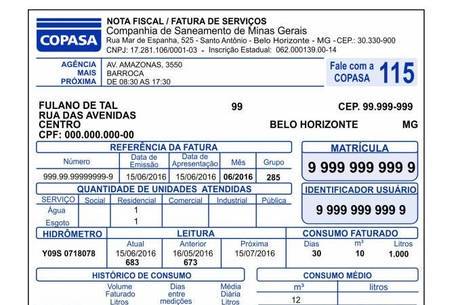 NOTA FISCAL / FATURA DE SERVIÇOS
COPASA
Companhia de Saneamento de Minas Gerais
Rua Mar de Espanha, 525 - Santo Antônio - Belo Horizonte - MG -CEP.: 30.330-900
CNPJ: 17.281.106/0001-03 - Inscrição Estadual: 062.000139.00-14
AGÊNCIA MAIS PRÓXIMA
AV. AMAZONAS, 3550
BARROCA
DE 08:30 AS 17:30
Fale com a COPASA 115
FULANO DE TAL 99 CEP. 99.999-999
RUA DAS AVENIDAS
CENTRO BELO HORIZONTE MG
CPF: 000.000.000-00
REFERÊNCIA DA FATURA
Número Data de Emissão Data de Apresentação Mês Grupo
999.99.99999999-9 15/06/2016 15/06/2016 06/2016 285
MATRÍCULA
9 999 999 999 9
QUANTIDADE DE UNIDADES ATENDIDAS
SERVIÇO Social Residencial Comercial Industrial Pública
Água 1
Esgoto 1
IDENTIFICADOR USUÁRIO
9 999 999 999 9
HIDRÔMETRO LEITURA CONSUMO FATURADO
Atual Anterior Próxima Dias m³ Litros
Y09S 0718078 15/06/2016 16/05/2016 15/07/2016 30 10 1.000
683 673
HISTÓRICO DE CONSUMO CONSUMO MÉDIO
Volume Faturado Litros
Dias entre medições
Média Diária Litros
m³ Litros
12